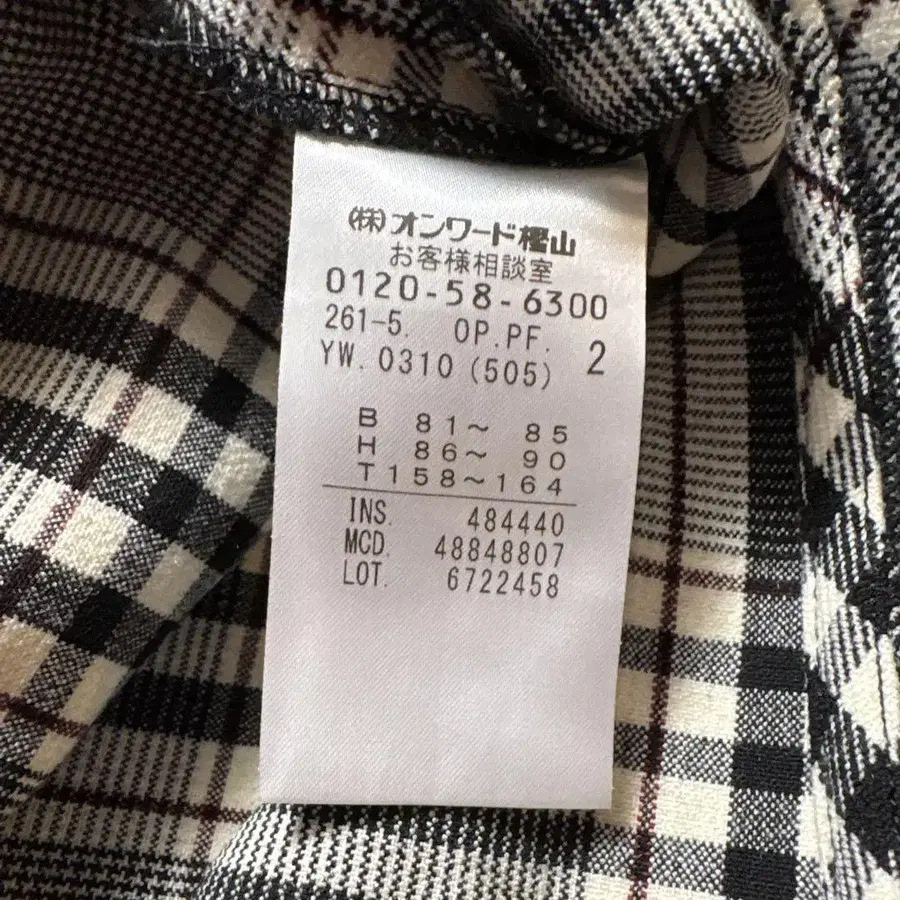 (株)オンワード樫山
お客様相談室
0120-58-6300
261-5. OP.PF. 2
YW. 0310 (505)
B 81～ 85
H 86～ 90
T 158～164
INS. 484440
MCD. 48848807
LOT. 6722458